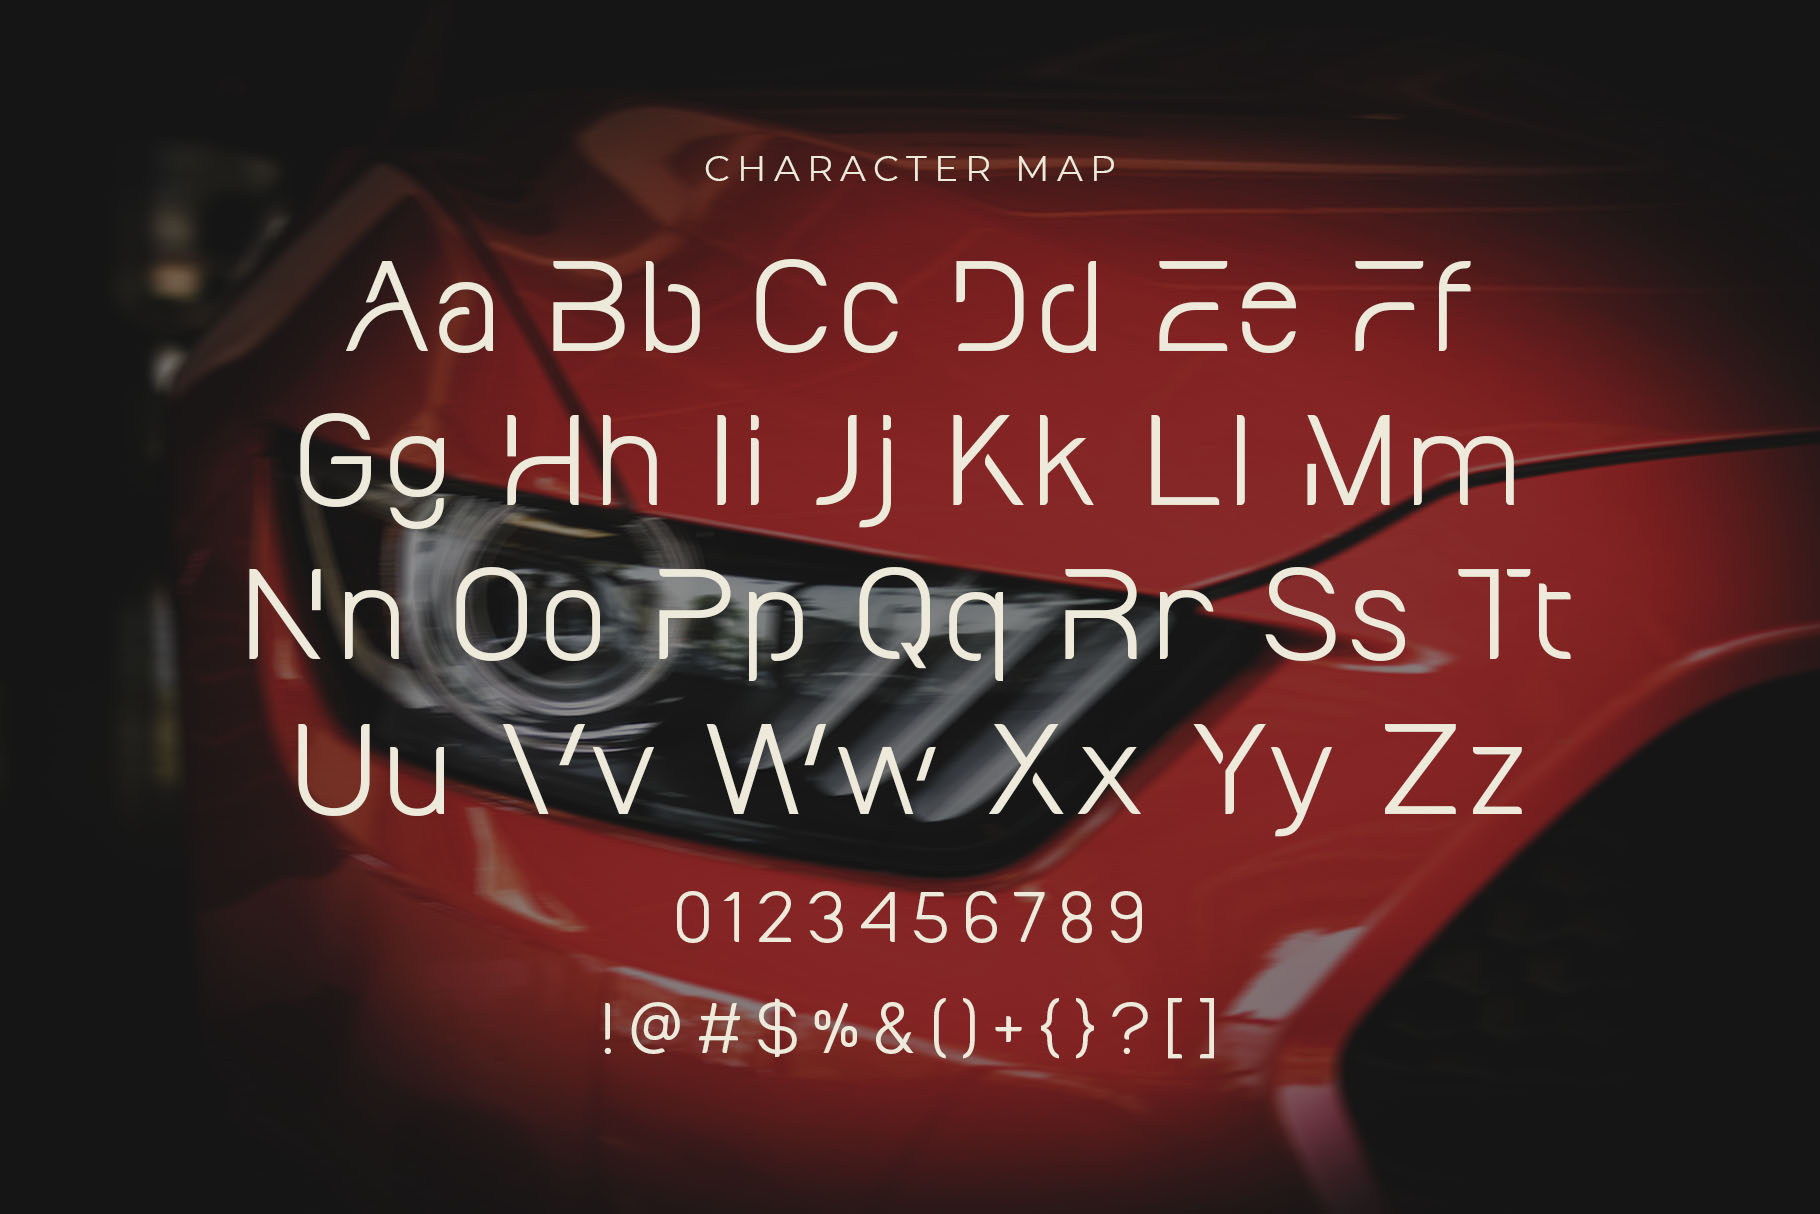 CHARACTER MAP
Aa Bb Cc Dd Ee Ff
Gg Hh Ii Jj Kk Ll Mm
Nn Oo Pp Qq Rr Ss Tt
Uu Vv Ww Xx Yy Zz
0123456789
!@#$%&()+{}?[]